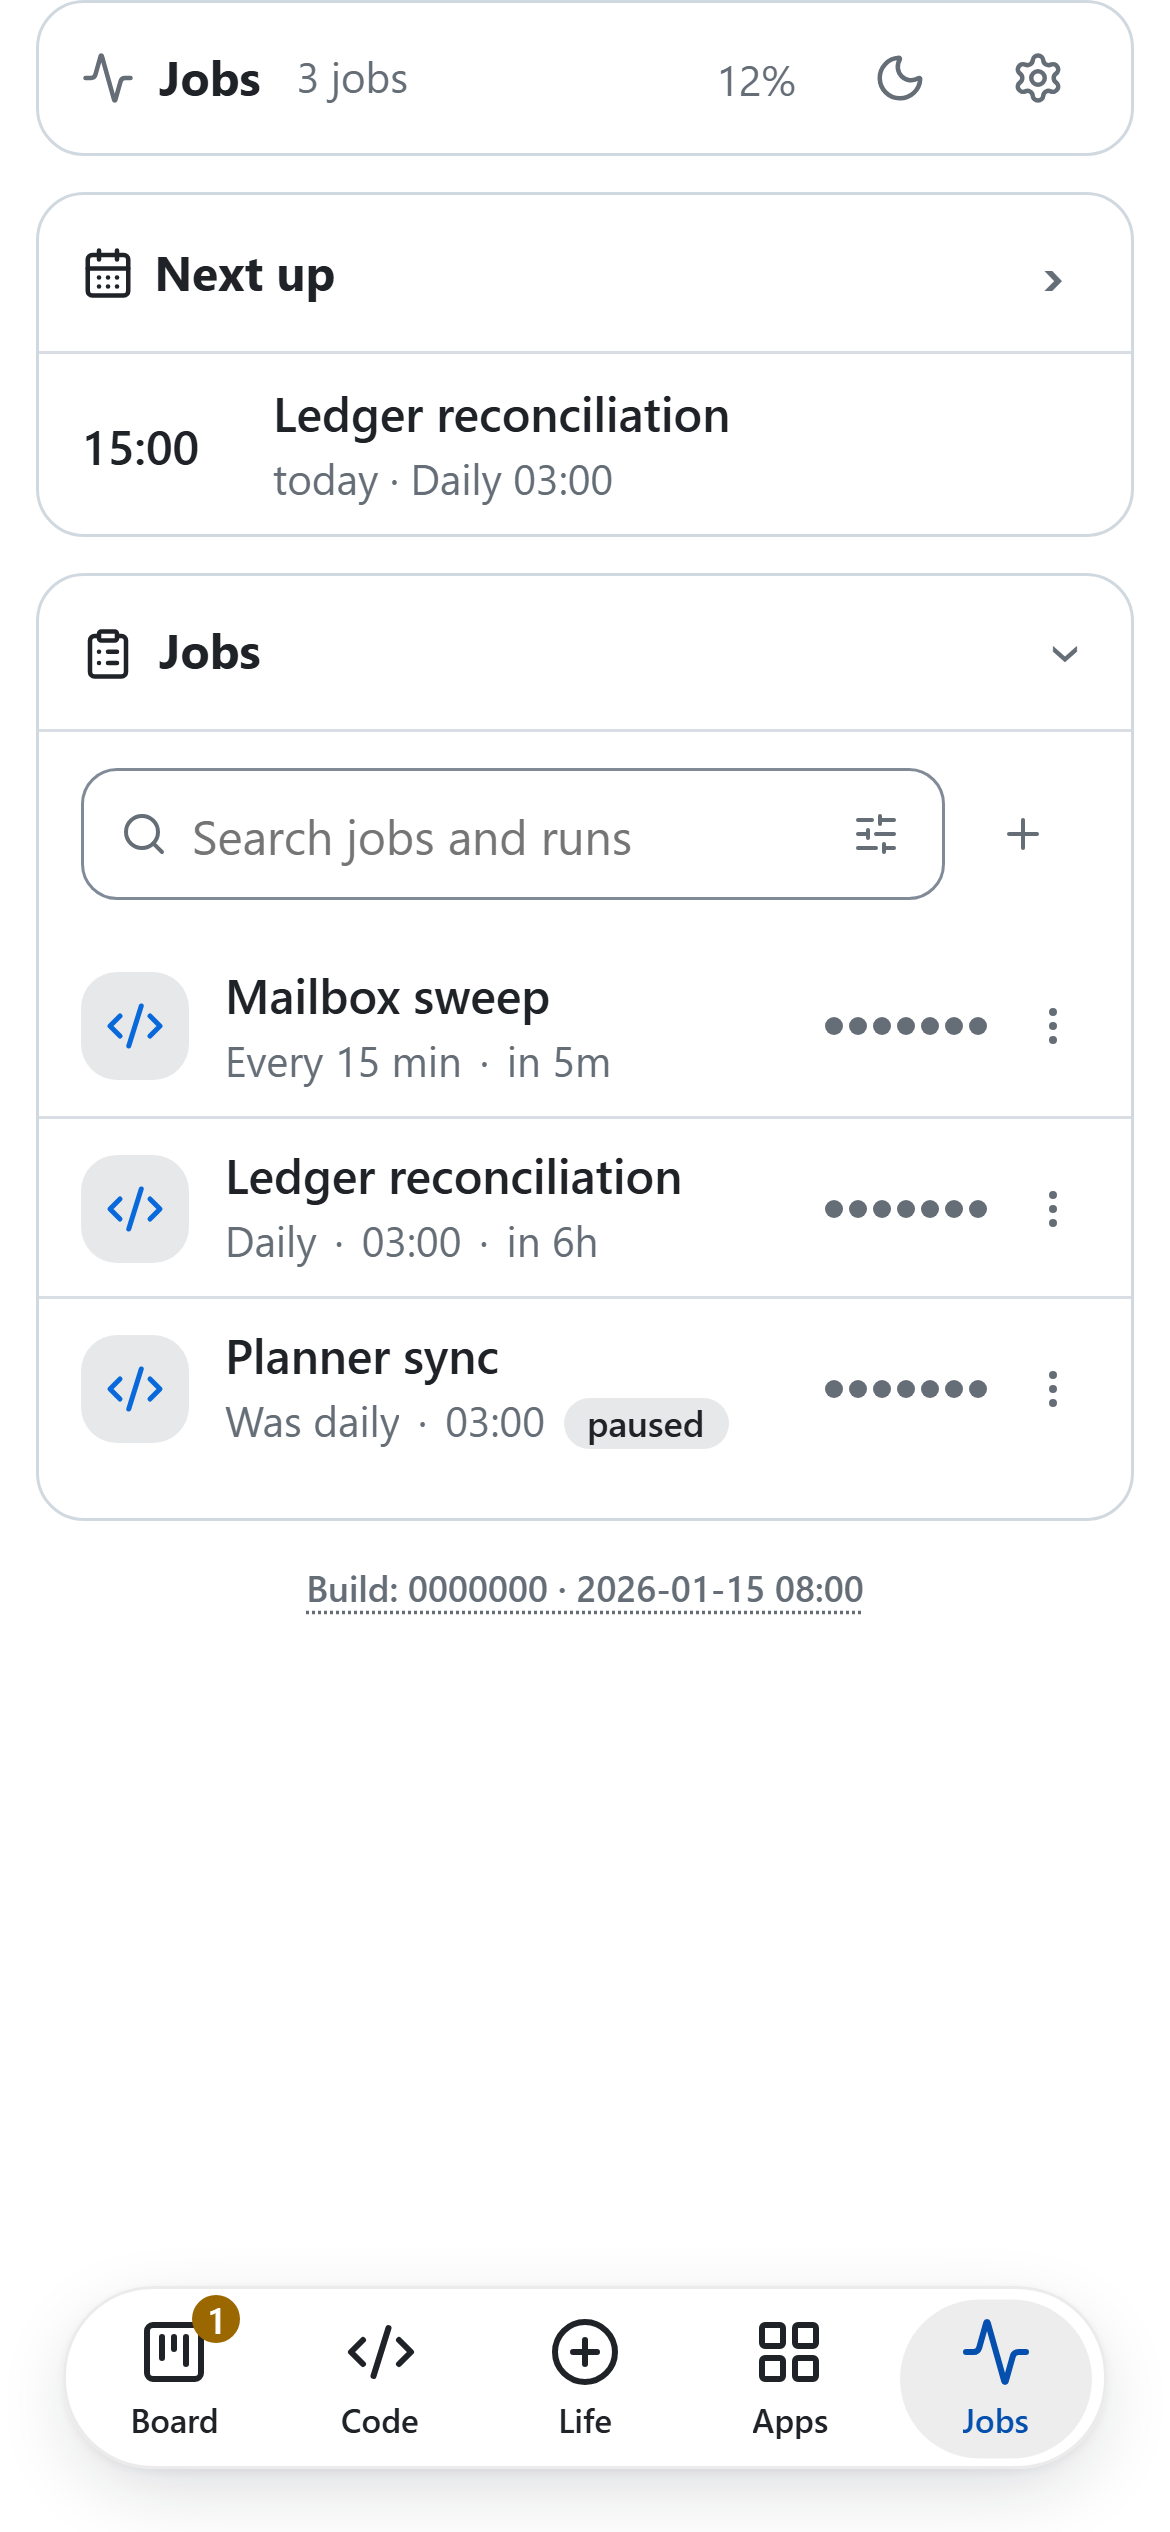 Jobs 3 jobs 12%
Next up
15:00
Ledger reconciliation
today · Daily 03:00
Jobs
Search jobs and runs
Mailbox sweep
Every 15 min · in 5m
Ledger reconciliation
Daily · 03:00 · in 6h
Planner sync
Was daily · 03:00 paused
Build: 0000000 · 2026-01-15 08:00
1
Board Code Life Apps Jobs